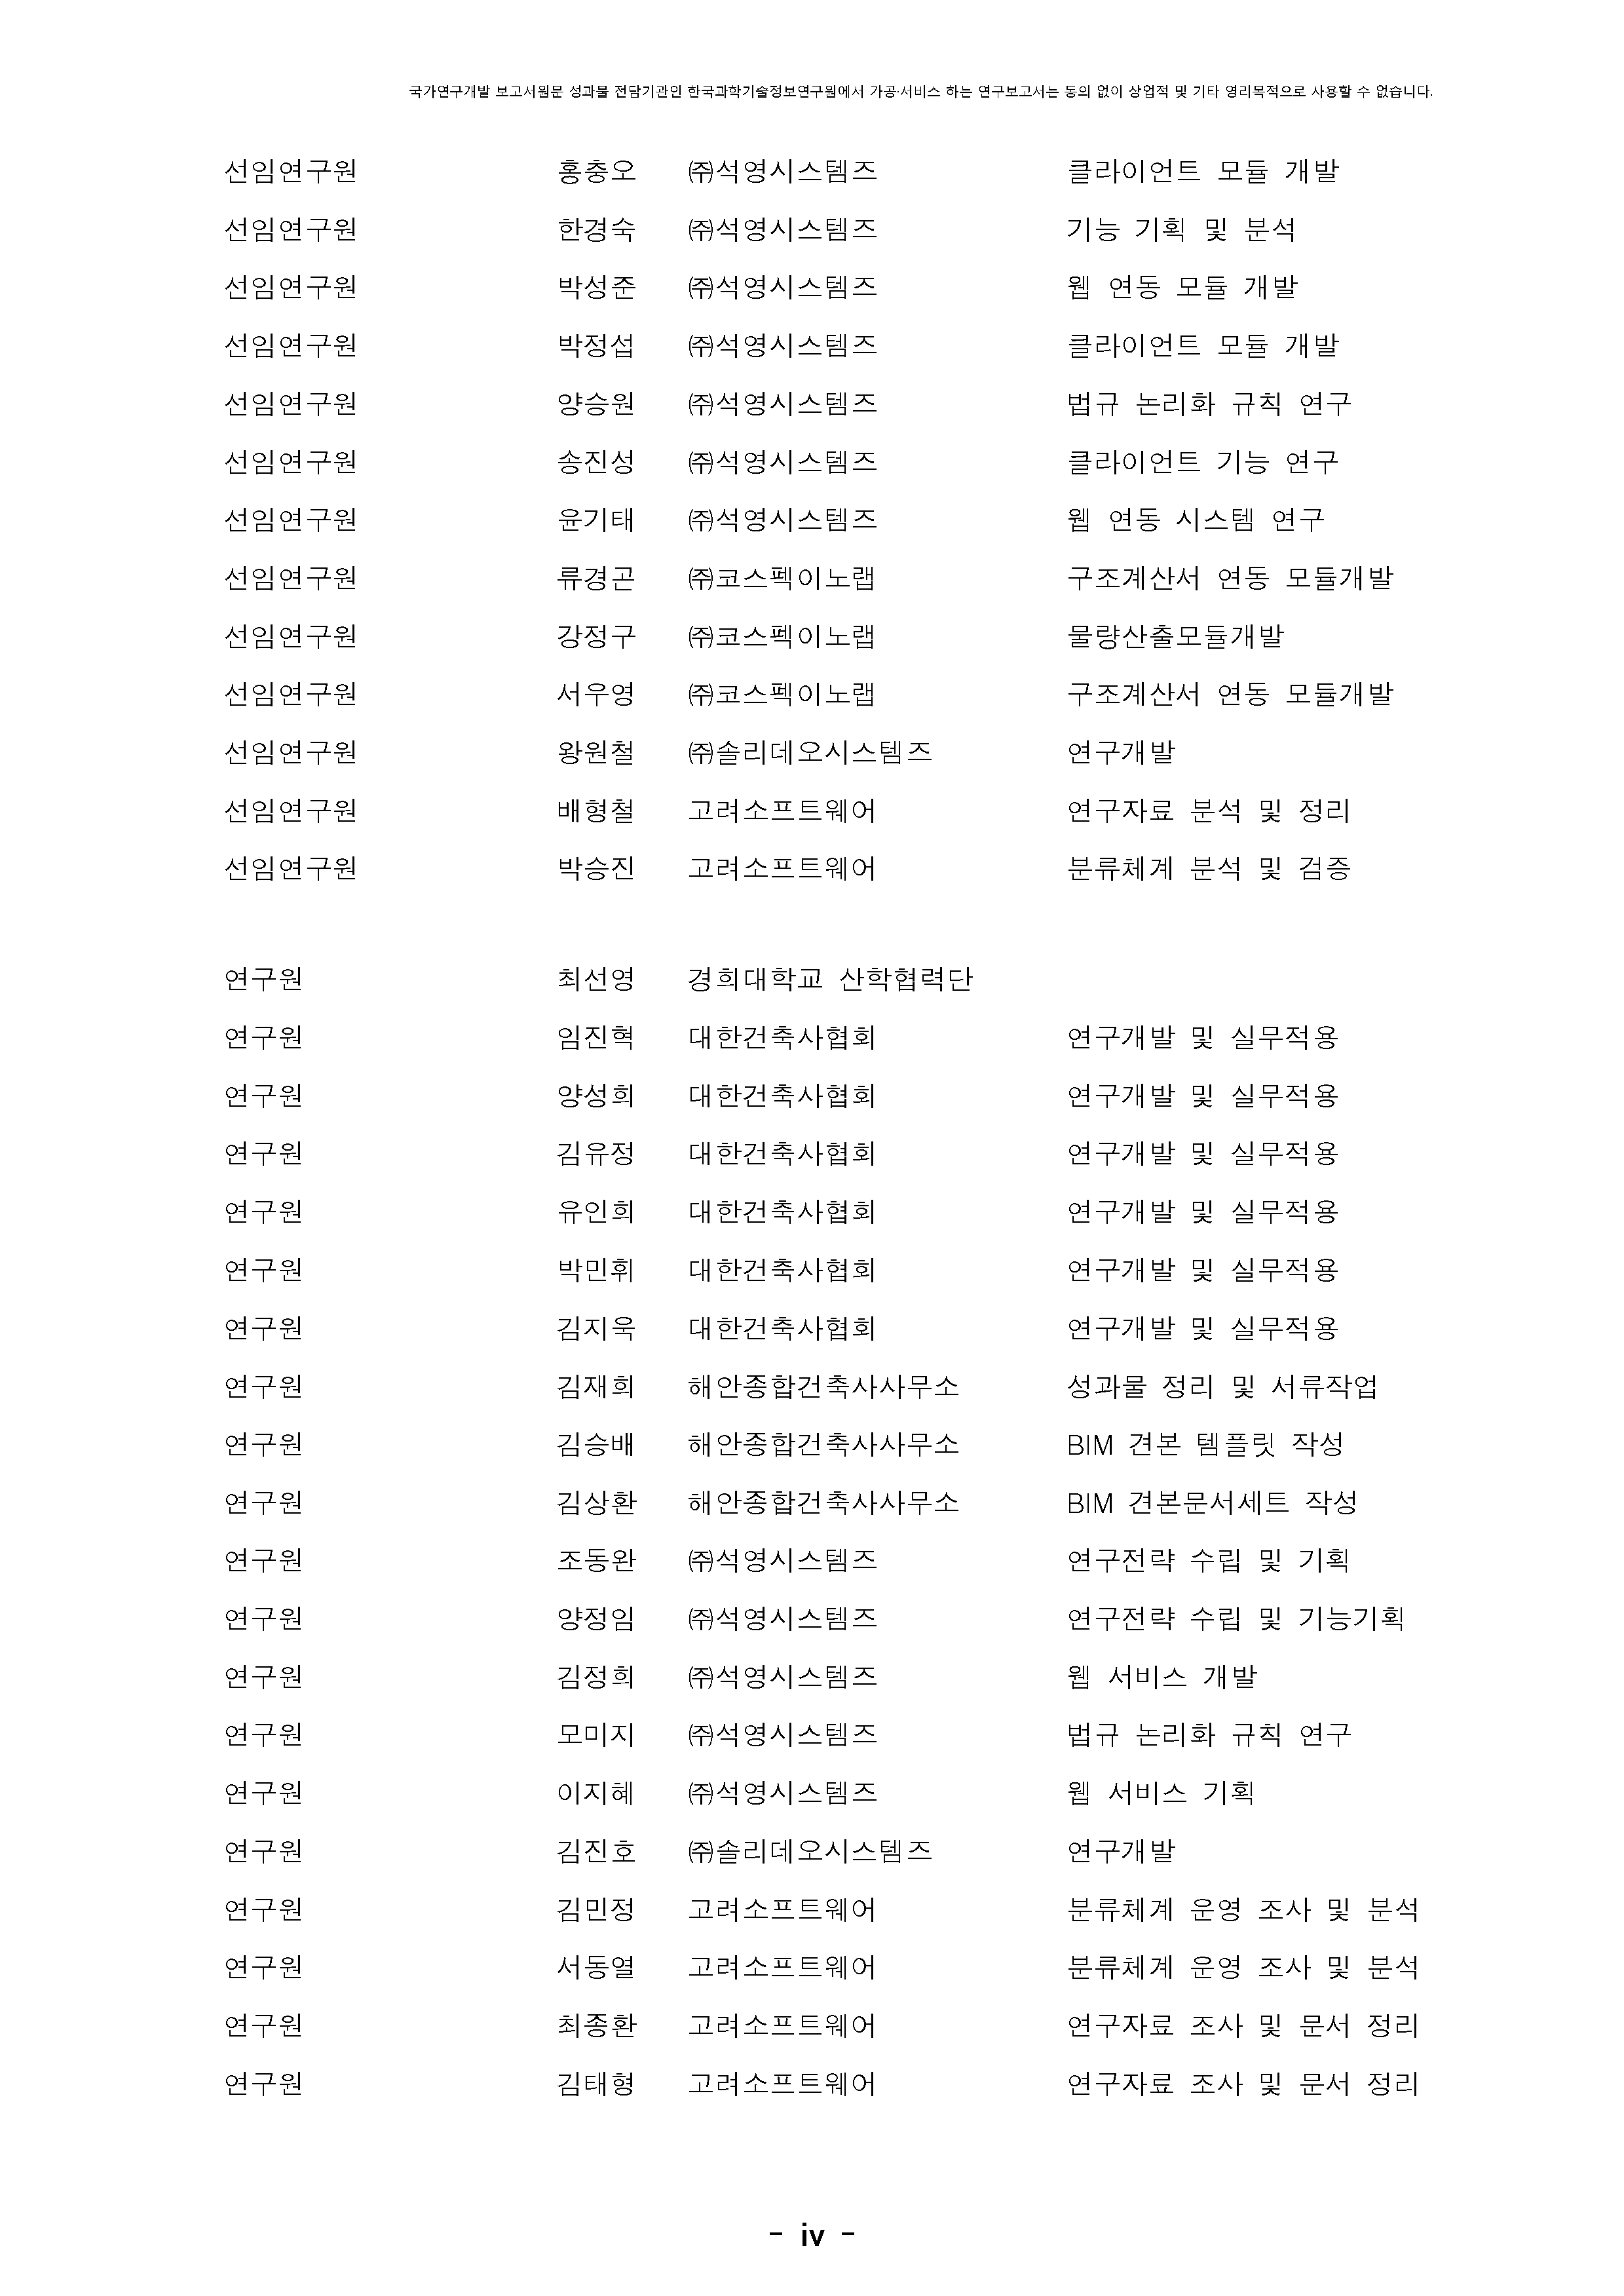 국가연구개발 보고서원문 성과물 전담기관인 한국과학기술정보연구원에서 가공·서비스 하는 연구보고서는 동의 없이 상업적 및 기타 영리목적으로 사용할 수 없습니다.
선임연구원 홍충오 ㈜석영시스템즈 클라이언트 모듈 개발
선임연구원 한경숙 ㈜석영시스템즈 기능 기획 및 분석
선임연구원 박성준 ㈜석영시스템즈 웹 연동 모듈 개발
선임연구원 박정섭 ㈜석영시스템즈 클라이언트 모듈 개발
선임연구원 양승원 ㈜석영시스템즈 법규 논리화 규칙 연구
선임연구원 송진성 ㈜석영시스템즈 클라이언트 기능 연구
선임연구원 윤기태 ㈜석영시스템즈 웹 연동 시스템 연구
선임연구원 류경곤 ㈜코스펙이노랩 구조계산서 연동 모듈개발
선임연구원 강정구 ㈜코스펙이노랩 물량산출모듈개발
선임연구원 서우영 ㈜코스펙이노랩 구조계산서 연동 모듈개발
선임연구원 왕원철 ㈜솔리데오시스템즈 연구개발
선임연구원 배형철 고려소프트웨어 연구자료 분석 및 정리
선임연구원 박승진 고려소프트웨어 분류체계 분석 및 검증
연구원 최선영 경희대학교 산학협력단
연구원 임진혁 대한건축사협회 연구개발 및 실무적용
연구원 양성희 대한건축사협회 연구개발 및 실무적용
연구원 김유정 대한건축사협회 연구개발 및 실무적용
연구원 유인희 대한건축사협회 연구개발 및 실무적용
연구원 박민휘 대한건축사협회 연구개발 및 실무적용
연구원 김지욱 대한건축사협회 연구개발 및 실무적용
연구원 김재희 해안종합건축사사무소 성과물 정리 및 서류작업
연구원 김승배 해안종합건축사사무소 BIM 견본 템플릿 작성
연구원 김상환 해안종합건축사사무소 BIM 견본문서세트 작성
연구원 조동완 ㈜석영시스템즈 연구전략 수립 및 기획
연구원 양정임 ㈜석영시스템즈 연구전략 수립 및 기능기획
연구원 김정희 ㈜석영시스템즈 웹 서비스 개발
연구원 모미지 ㈜석영시스템즈 법규 논리화 규칙 연구
연구원 이지혜 ㈜석영시스템즈 웹 서비스 기획
연구원 김진호 ㈜솔리데오시스템즈 연구개발
연구원 김민정 고려소프트웨어 분류체계 운영 조사 및 분석
연구원 서동열 고려소프트웨어 분류체계 운영 조사 및 분석
연구원 최종환 고려소프트웨어 연구자료 조사 및 문서 정리
연구원 김태형 고려소프트웨어 연구자료 조사 및 문서 정리
- iv -